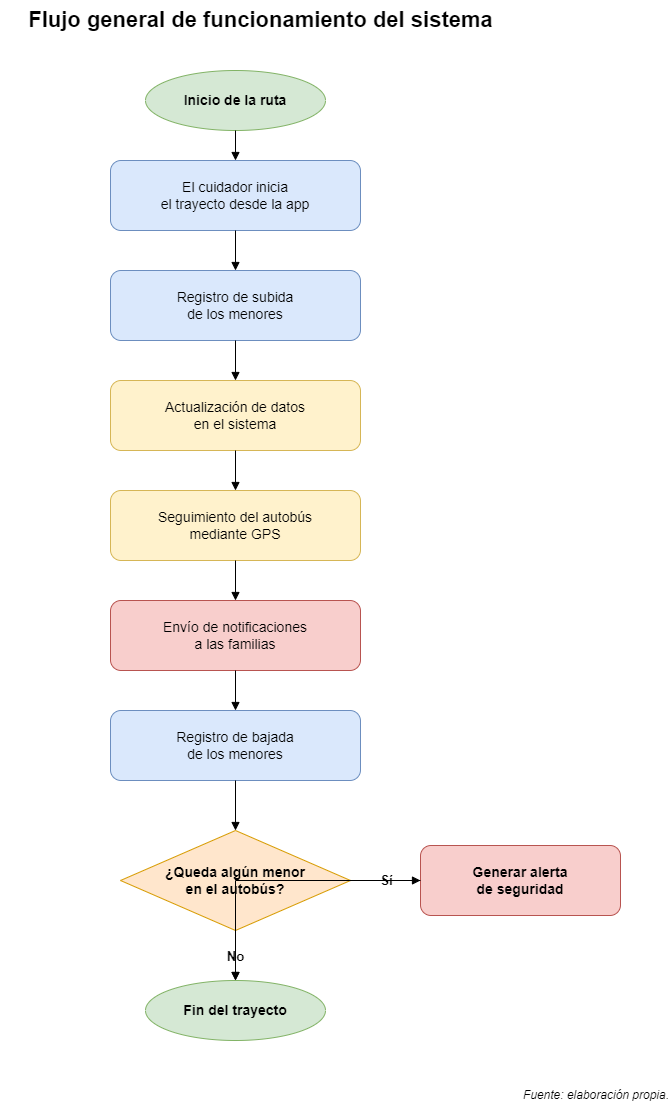 Flujo general de funcionamiento del sistema
Inicio de la ruta
El cuidador inicia
el trayecto desde la app
Registro de subida
de los menores
Actualización de datos
en el sistema
Seguimiento del autobús
mediante GPS
Envío de notificaciones
a las familias
Registro de bajada
de los menores
¿Queda algún menor
en el autobús?
Sí
Generar alerta
de seguridad
No
Fin del trayecto
Fuente: elaboración propia.